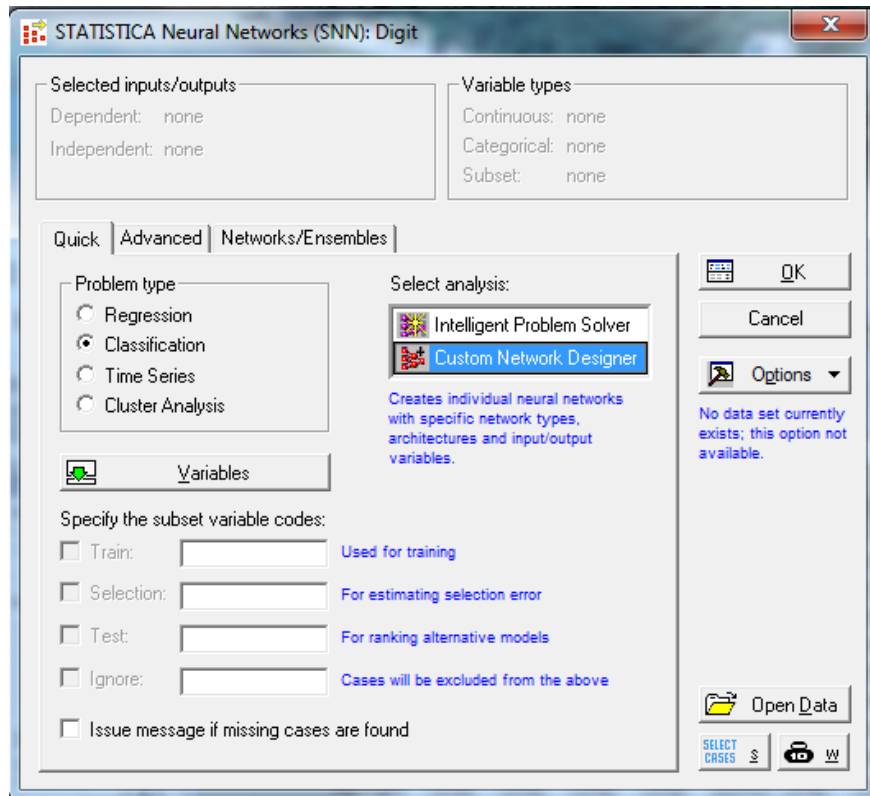 STATISTICA Neural Networks (SNN): Digit
Selected inputs/outputs
Dependent: none
Independent: none
Variable types
Continuous: none
Categorical: none
Subset: none
Quick
Advanced
Networks/Ensembles
Problem type
Regression
Classification
Time Series
Cluster Analysis
Select analysis:
Intelligent Problem Solver
Custom Network Designer
Creates individual neural networks
with specific network types,
architectures and input/output
variables.
Variables
Specify the subset variable codes:
Train:
Used for training
Selection:
For estimating selection error
Test:
For ranking alternative models
Ignore:
Cases will be excluded from the above
Issue message if missing cases are found
OK
Cancel
Options
No data set currently
exists; this option not
available.
Open Data
SELECT
CASES
S
W